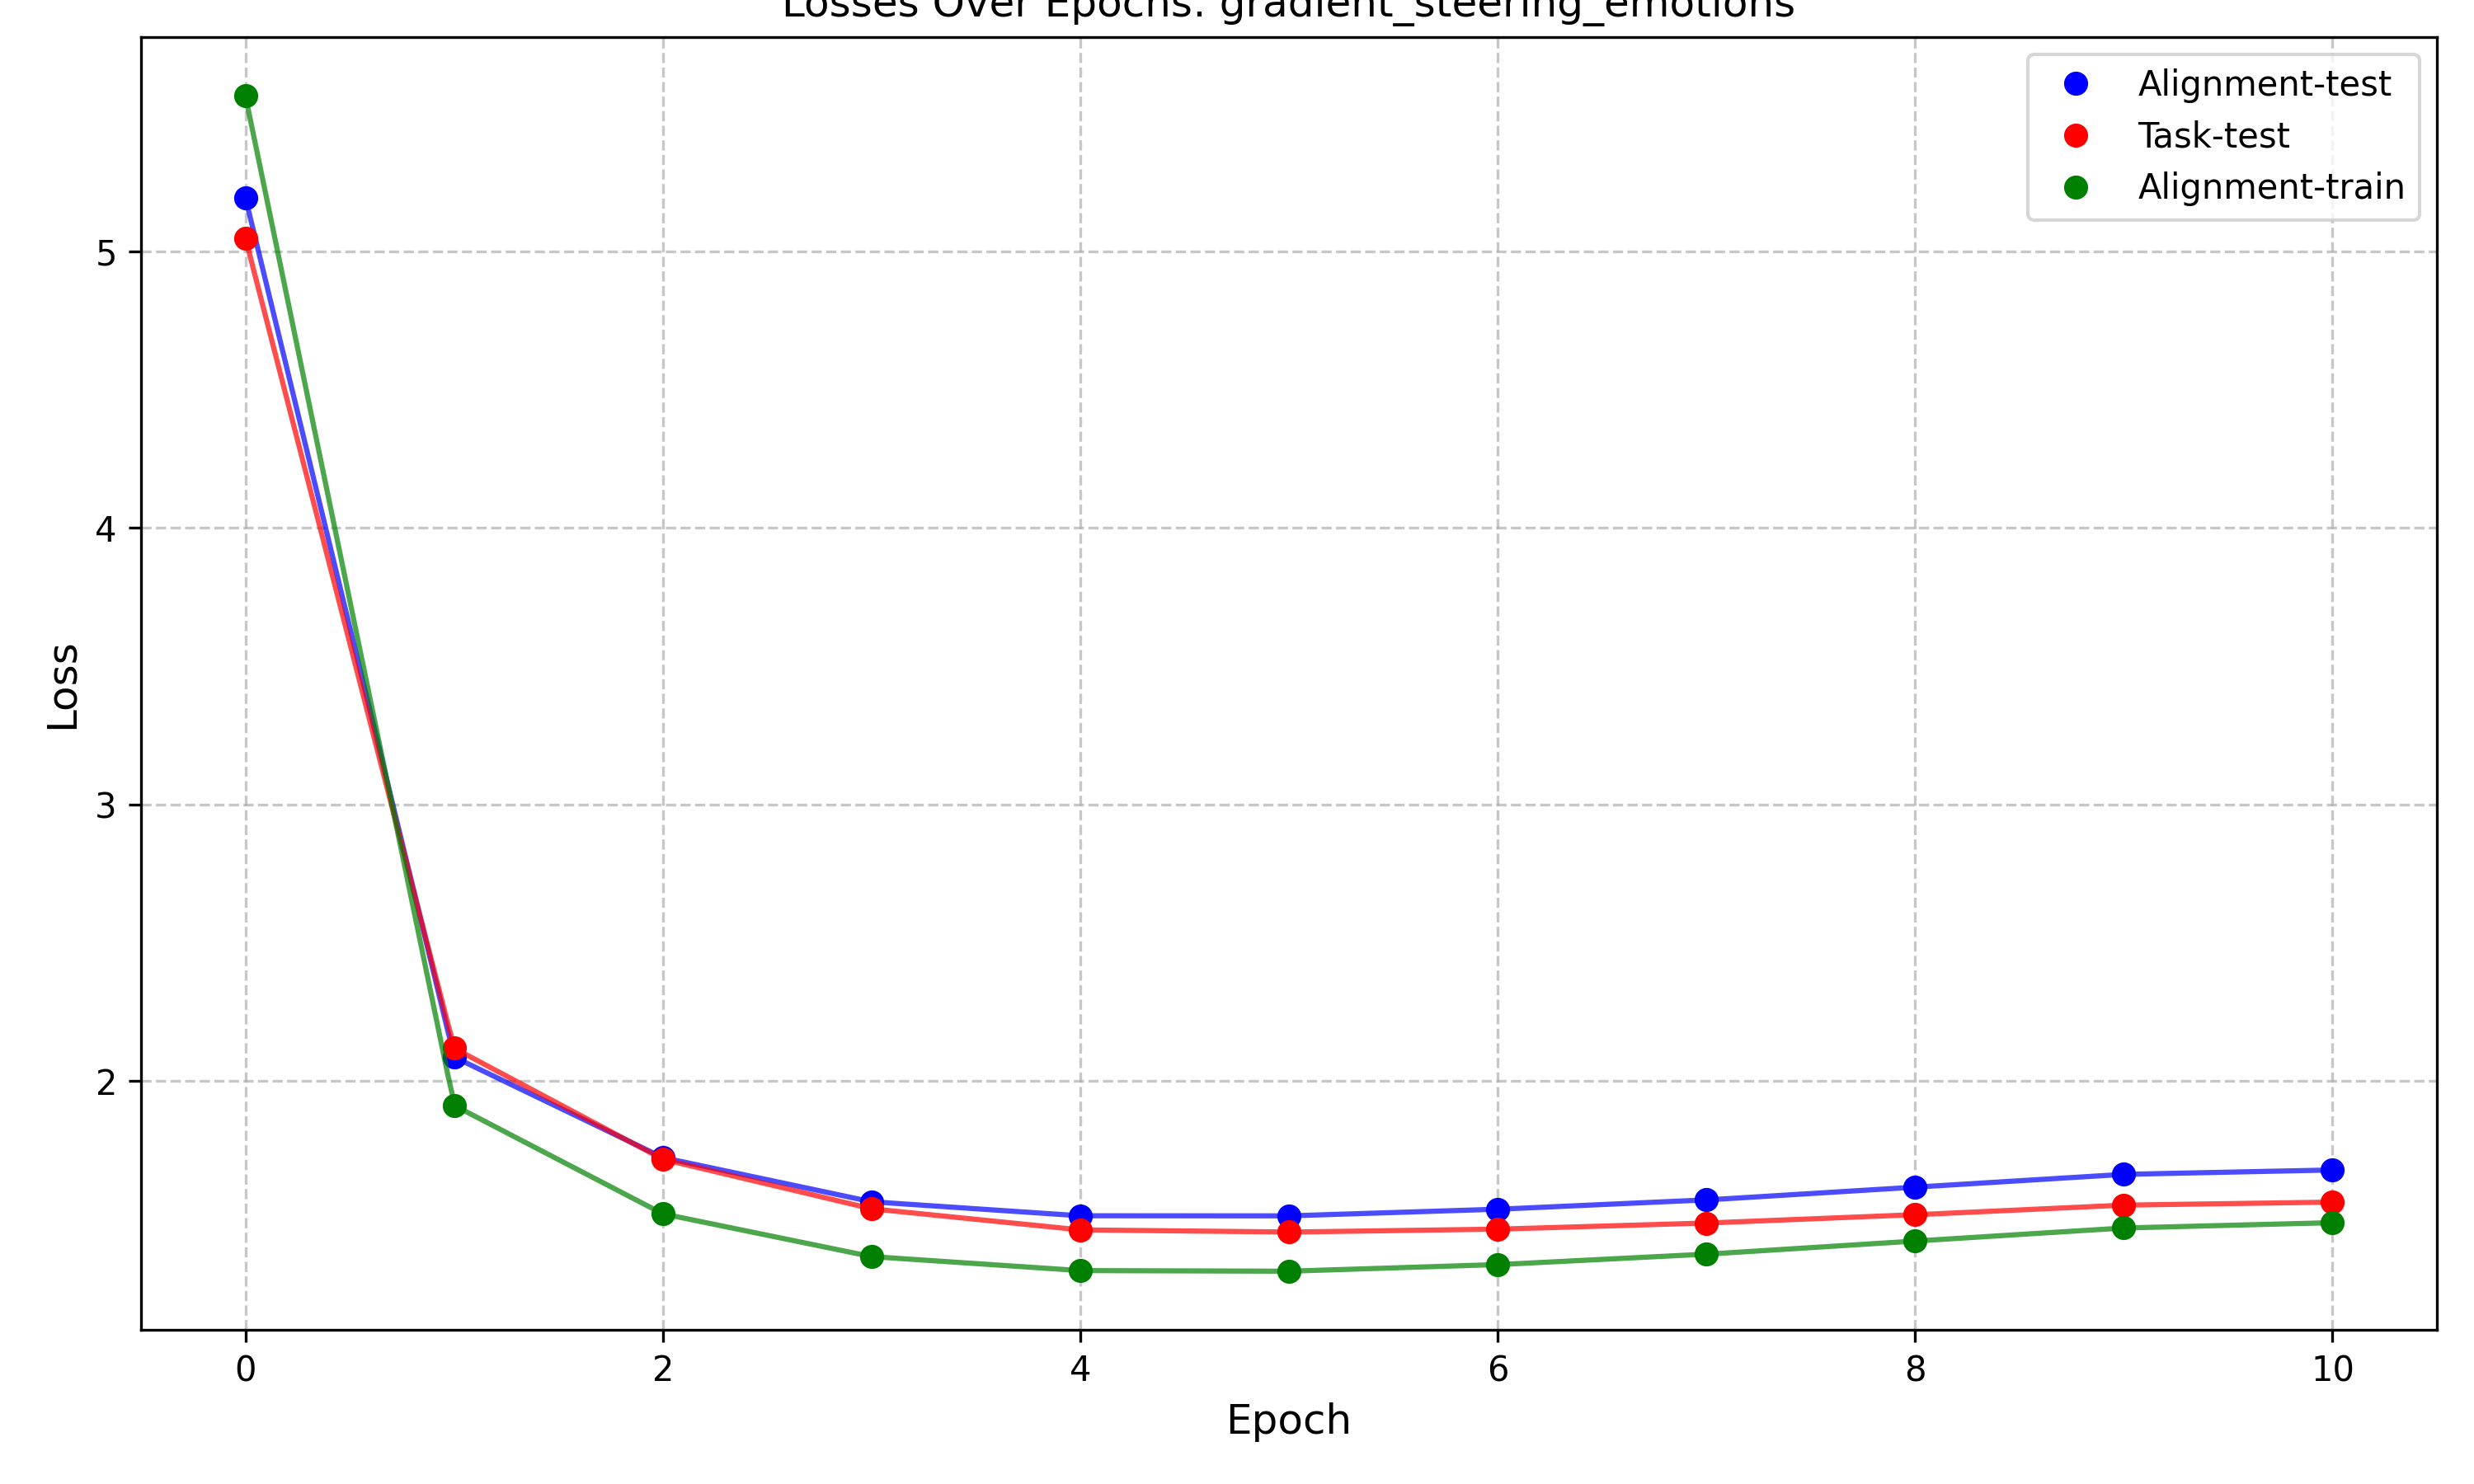 Losses Over Epochs: gradient_steering_emotions
Alignment-test
Task-test
Alignment-train
5
4
3
2
Loss
0 2 4 6 8 10
Epoch